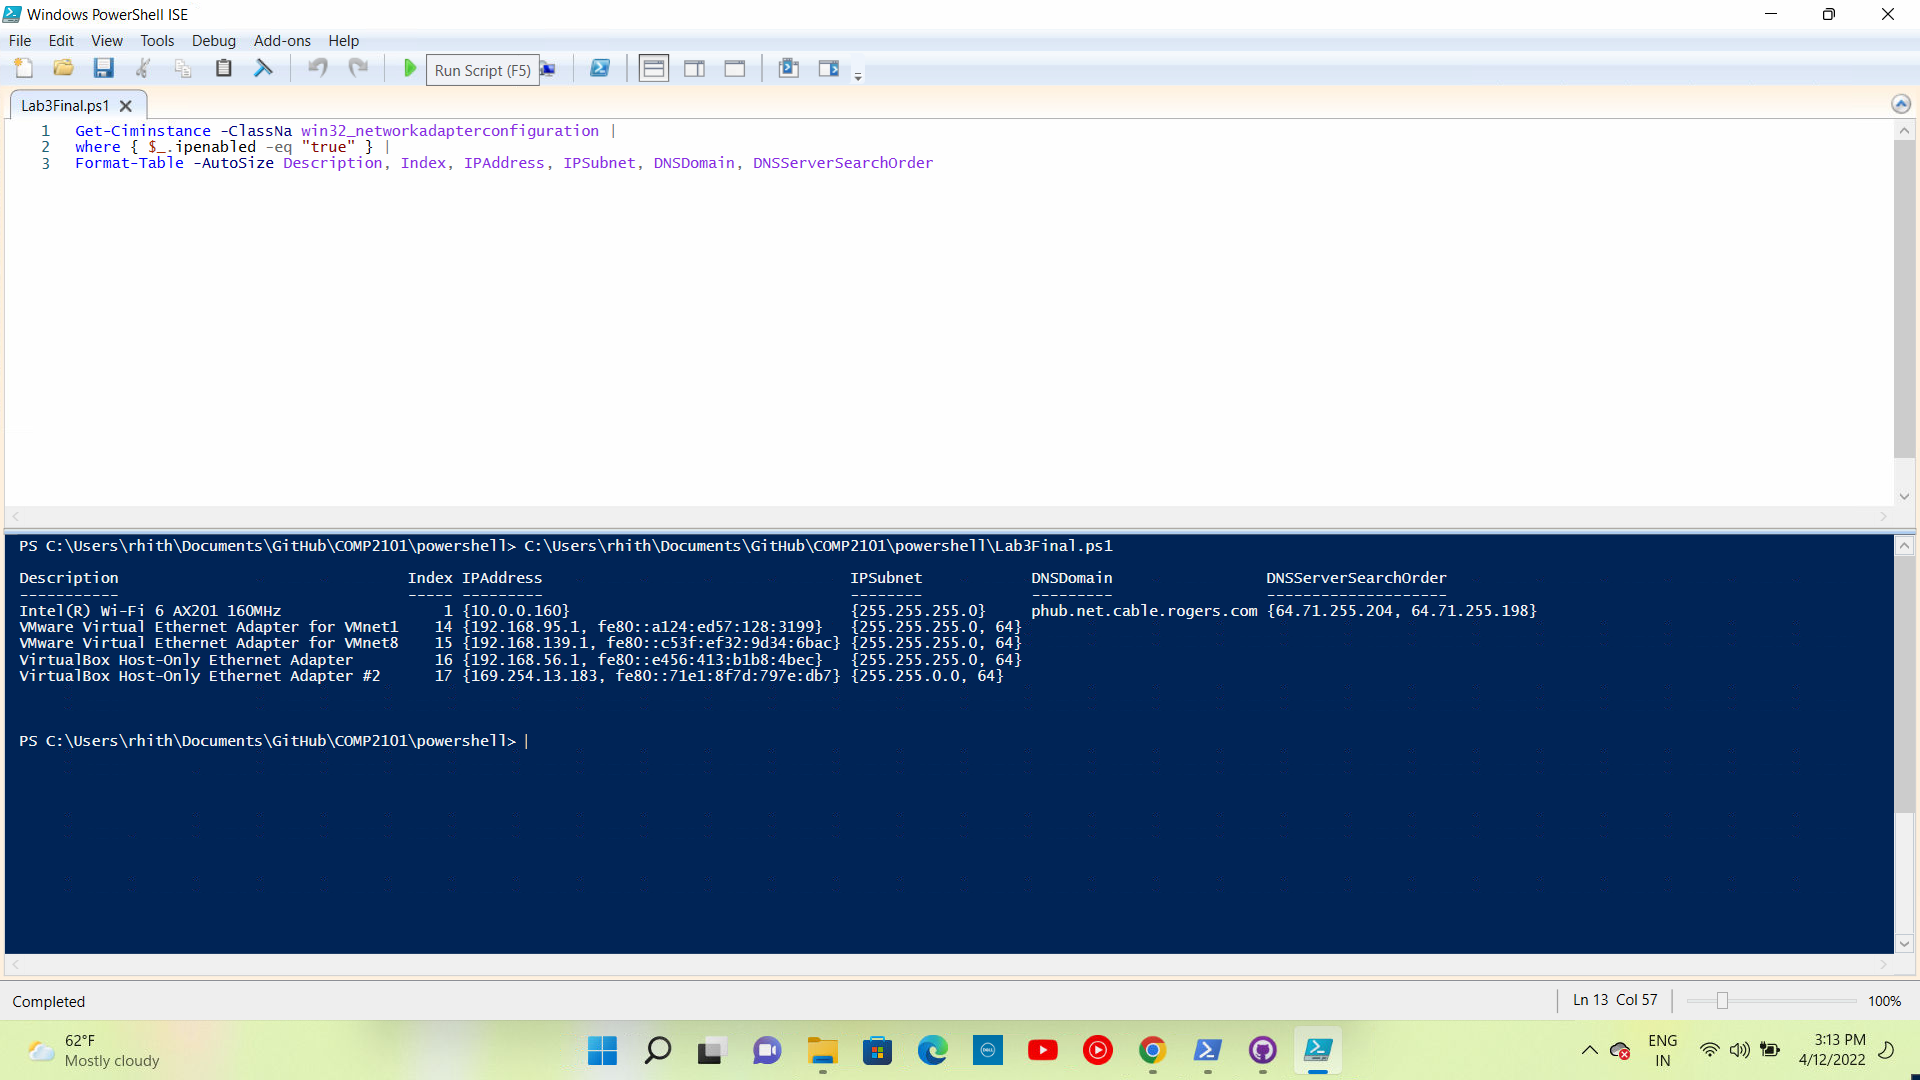 Windows PowerShell ISE
File Edit View Tools Debug Add-ons Help
Run Script (F5)
Lab3Final.ps1
1 Get-Ciminstance -ClassNa win32_networkadapterconfiguration |
2 where { $_.ipenabled -eq "true" } |
3 Format-Table -AutoSize Description, Index, IPAddress, IPSubnet, DNSDomain, DNSServerSearchOrder
PS C:\Users\rhith\Documents\GitHub\COMP2101\powershell> C:\Users\rhith\Documents\GitHub\COMP2101\powershell\Lab3Final.ps1
Description Index IPAddress IPSubnet DNSDomain DNSServerSearchOrder
----------- ----- --------- -------- --------- --------------------
Intel(R) Wi-Fi 6 AX201 160MHz 1 {10.0.0.160} {255.255.255.0} phub.net.cable.rogers.com {64.71.255.204, 64.71.255.198}
VMware Virtual Ethernet Adapter for VMnet1 14 {192.168.95.1, fe80::a124:ed57:128:3199} {255.255.255.0, 64}
VMware Virtual Ethernet Adapter for VMnet8 15 {192.168.139.1, fe80::c53f:ef32:9d34:6bac} {255.255.255.0, 64}
VirtualBox Host-Only Ethernet Adapter 16 {192.168.56.1, fe80::e456:413:b1b8:4bec} {255.255.255.0, 64}
VirtualBox Host-Only Ethernet Adapter #2 17 {169.254.13.183, fe80::71e1:8f7d:797e:db7} {255.255.0.0, 64}
PS C:\Users\rhith\Documents\GitHub\COMP2101\powershell>
Completed
Ln 13 Col 57
100%
62°F
Mostly cloudy
DELL
ENG
IN
3:13 PM
4/12/2022